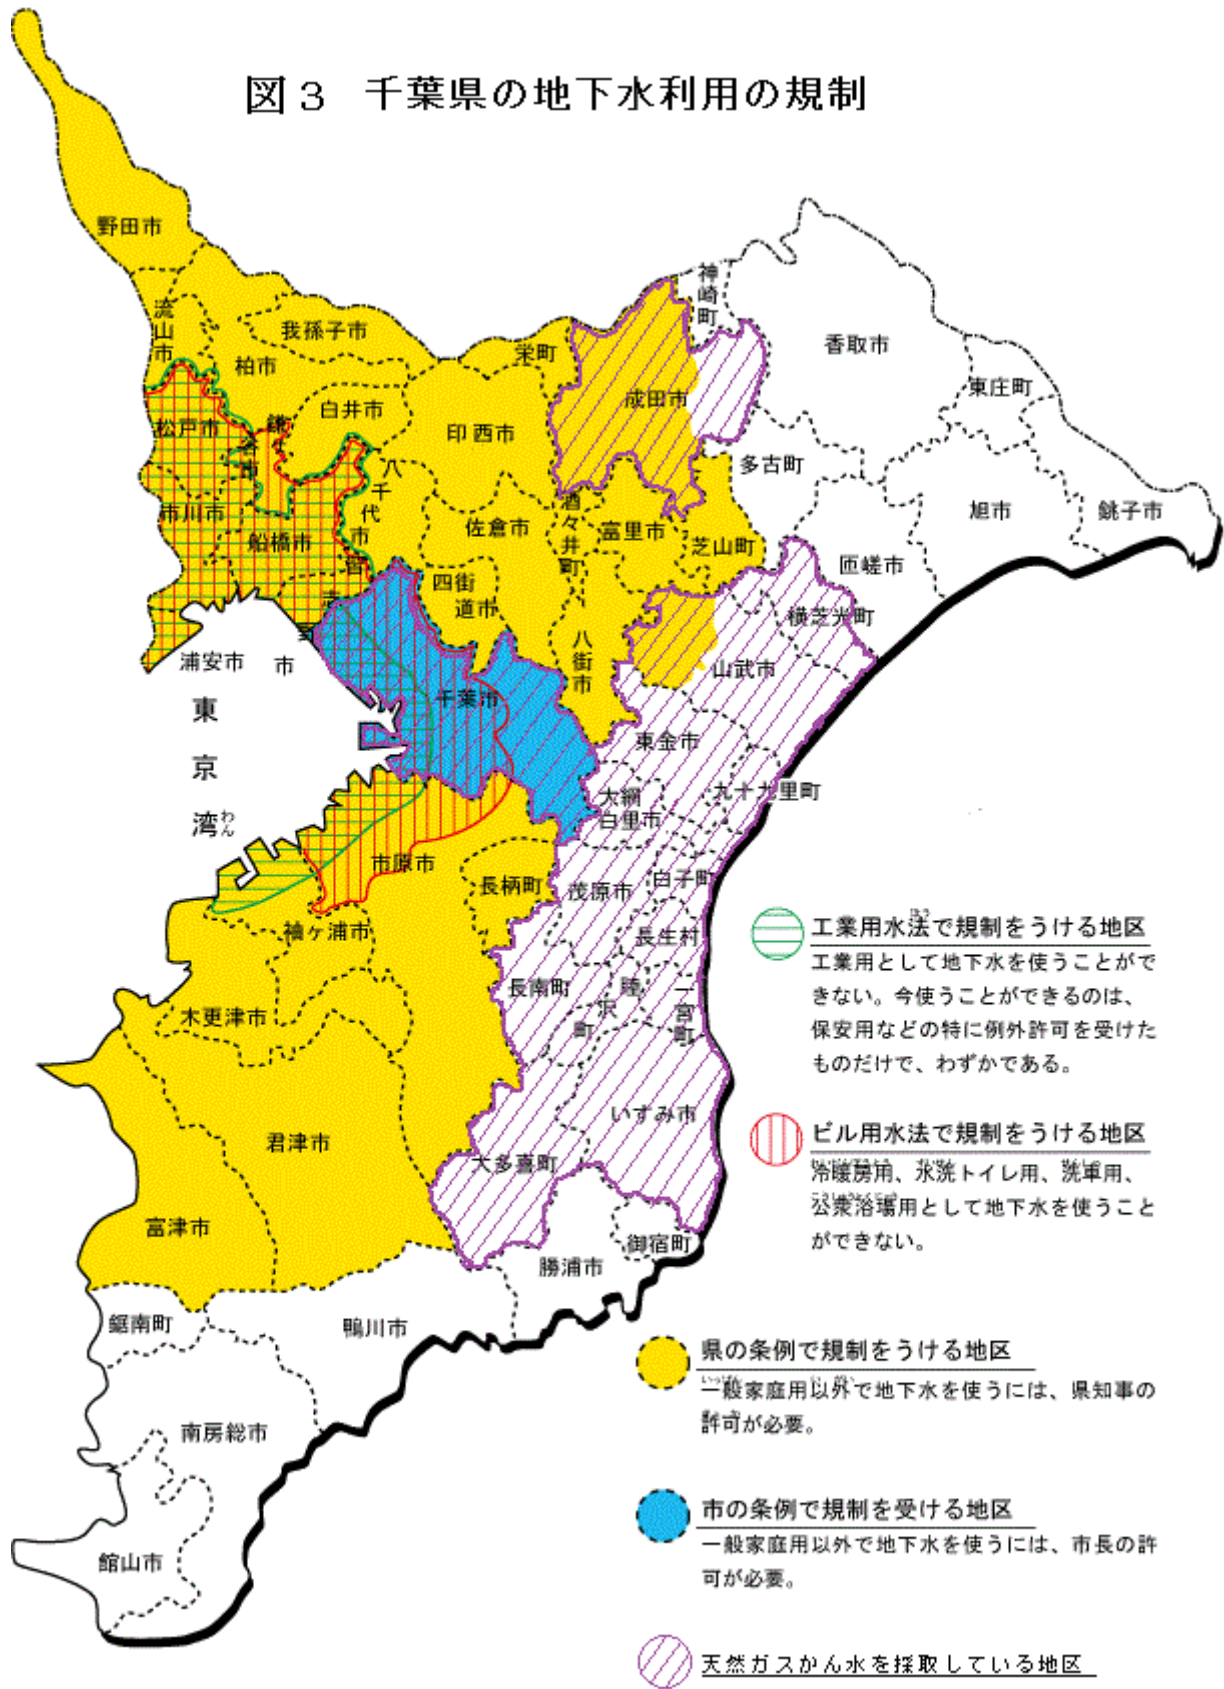 図３ 千葉県の地下水利用の規制
野田市
流山市
柏市
我孫子市
栄町
神崎町
香取市
東庄町
成田市
松戸市
鎌ケ谷市
白井市
印西市
多古町
旭市
銚子市
市川市
船橋市
八千代市
佐倉市
酒々井町
富里市
芝山町
匝嵯市
四街道市
横芝光町
浦安市
習志野市
八街市
山武市
千葉市
東京湾
わん
東金市
九十九里町
大網白里市
市原市
長柄町
茂原市
白子町
袖ヶ浦市
長生村
長南町
睦沢町
一宮町
木更津市
いすみ市
君津市
大多喜町
富津市
御宿町
勝浦市
鋸南町
鴨川市
南房総市
館山市
工業用水法で規制をうける地区
工業用として地下水を使うことがで
きない。今使うことができるのは、
保安用などの特に例外許可を受けた
ものだけで、わずかである。
ビル用水法で規制をうける地区
冷暖房用、水洗トイレ用、洗車用、
公衆浴場用として地下水を使うこと
ができない。
県の条例で規制をうける地区
一般家庭用以外で地下水を使うには、県知事の
許可が必要。
市の条例で規制を受ける地区
一般家庭用以外で地下水を使うには、市長の許
可が必要。
天然ガスかん水を採取している地区